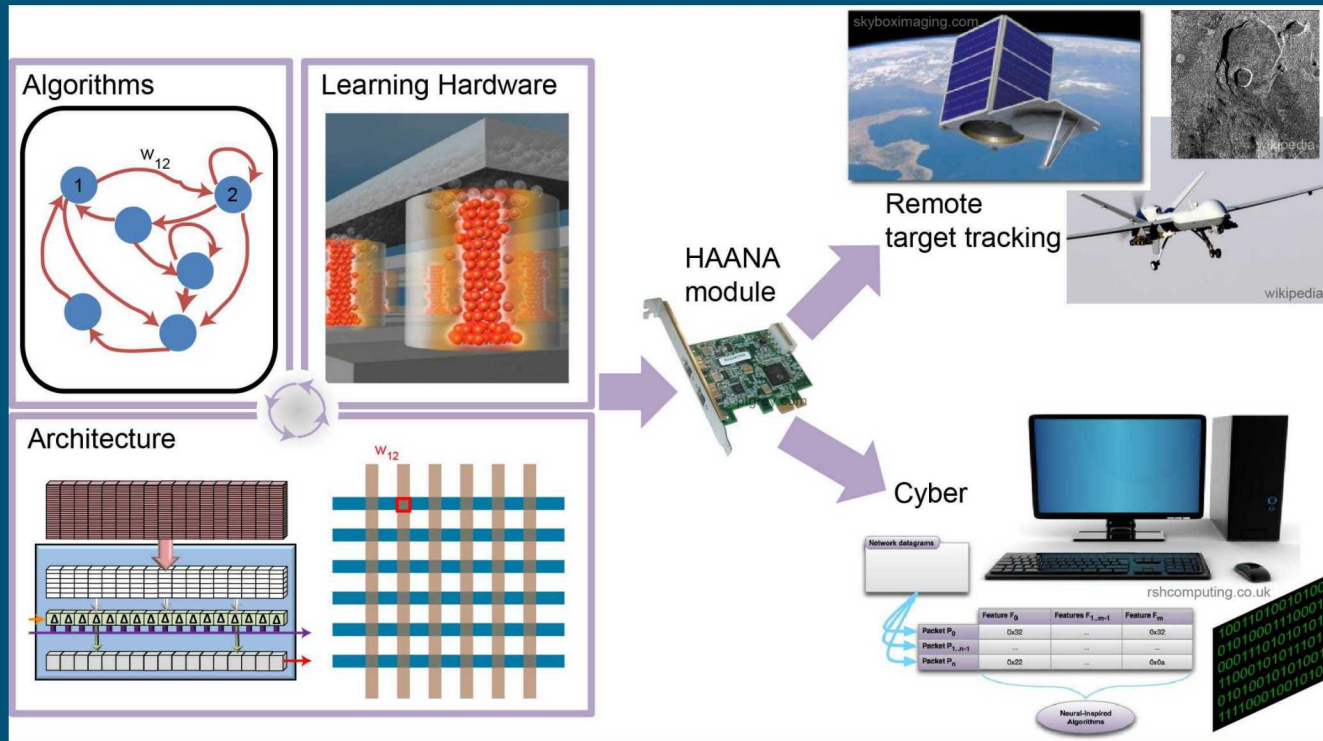 Algorithms
w12
1
2
Learning Hardware
Architecture
w12
Δ Δ Δ Δ Δ Δ Δ Δ Δ Δ Δ Δ Δ Δ Δ Δ
HAANA
module
skyboximaging.com
wikipedia
Remote
target tracking
wikipedia
Cyber
rshcomputing.co.uk
Network datagrams
Feature F0 Features F1..m-1 Feature Fm
Packet P0 0x32 ... 0x32
Packet P1..n-1 ... ... ...
Packet Pn 0x22 ... 0x0a
Neural-Inspired
Algorithms